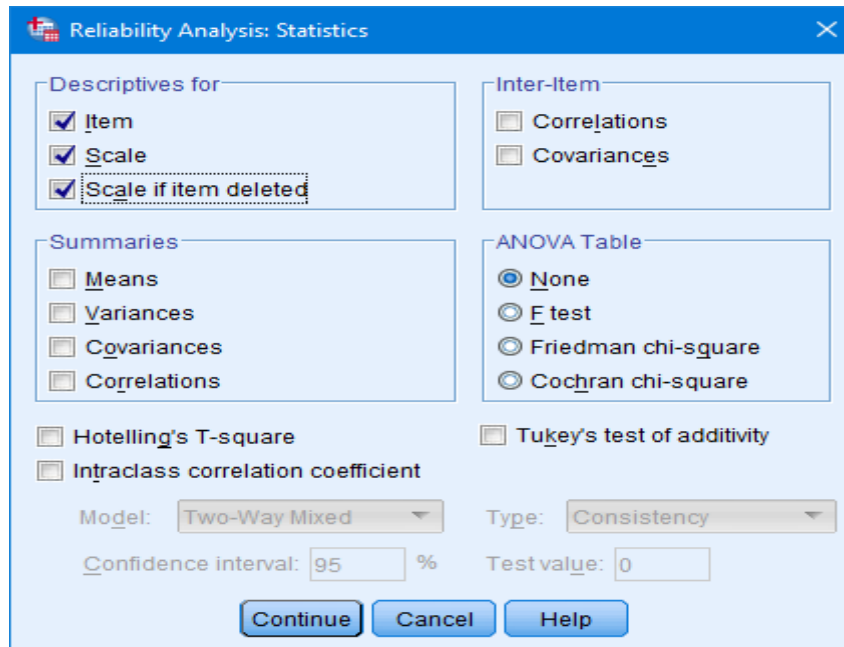 Reliability Analysis: Statistics
Descriptives for
Item
Scale
Scale if item deleted
Inter-Item
Correlations
Covariances
Summaries
Means
Variances
Covariances
Correlations
ANOVA Table
None
F test
Friedman chi-square
Cochran chi-square
Hotelling's T-square
Tukey's test of additivity
Intraclass correlation coefficient
Model: Two-Way Mixed
Type: Consistency
Confidence interval: 95 %
Test value: 0
Continue
Cancel
Help